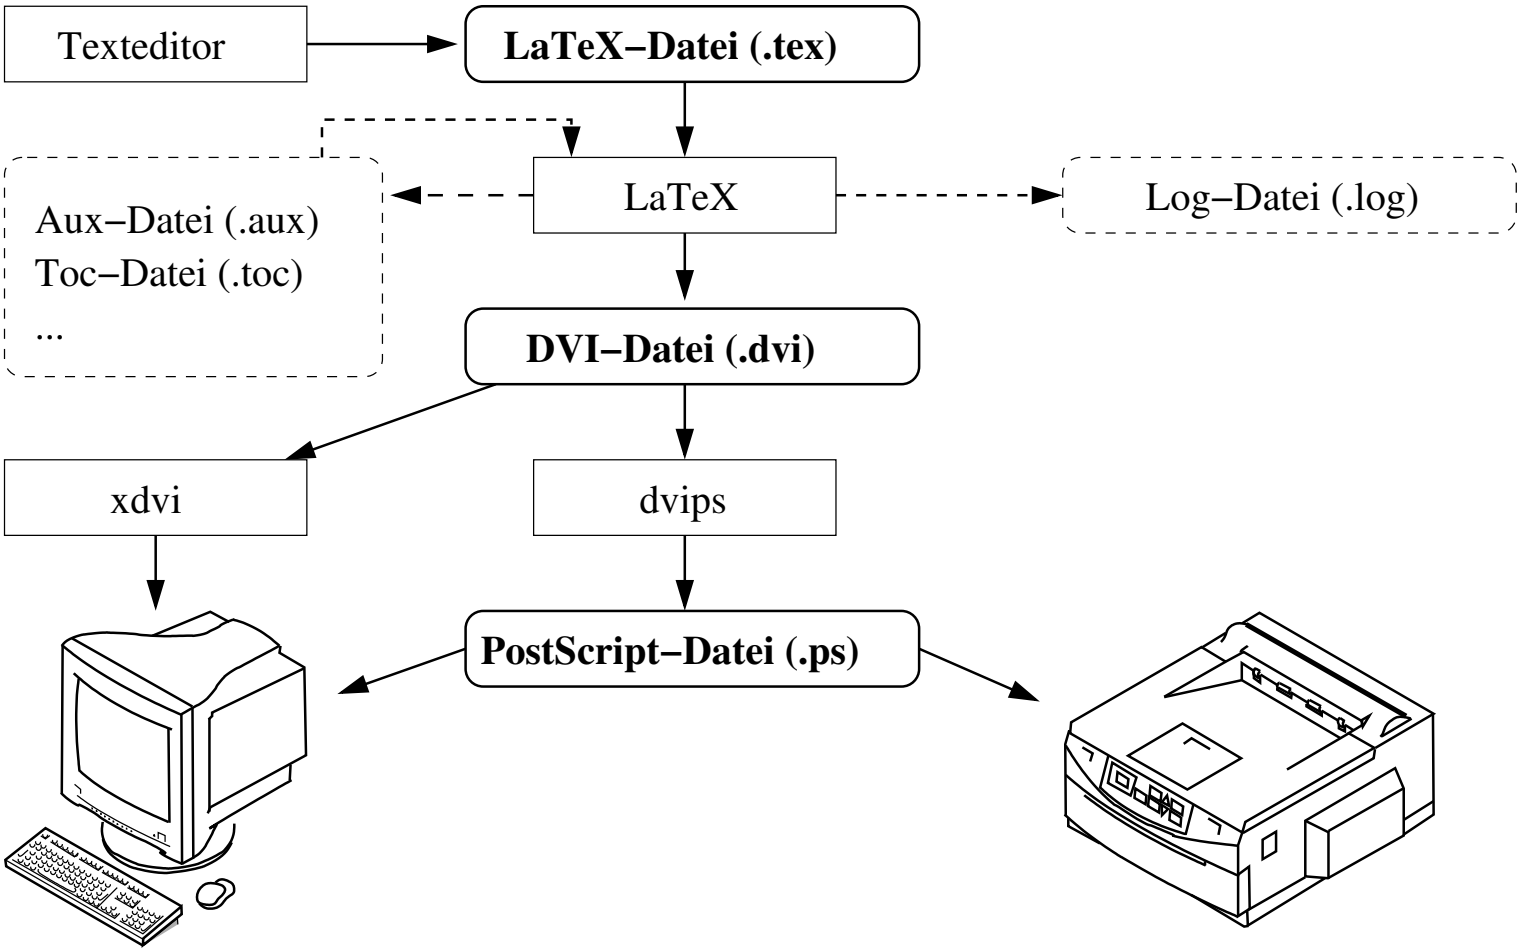 Texteditor
LaTeX–Datei (.tex)
LaTeX
Log–Datei (.log)
Aux–Datei (.aux)
Toc–Datei (.toc)
...
DVI–Datei (.dvi)
xdvi
dvips
PostScript–Datei (.ps)